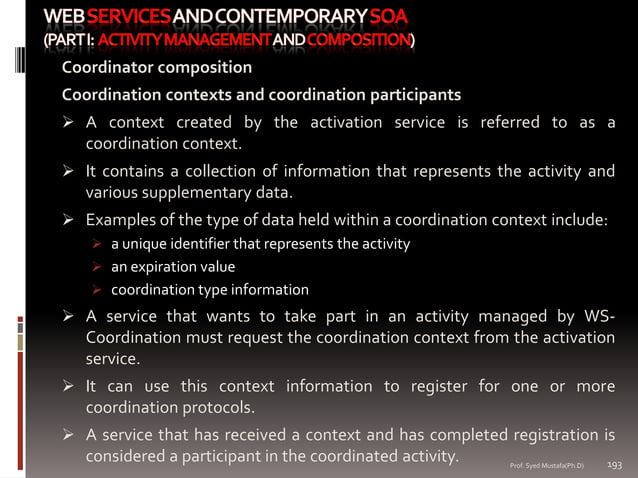 WEB SERVICES AND CONTEMPORARY SOA
(PART I: ACTIVITY MANAGEMENT AND COMPOSITION)
Coordinator composition
Coordination contexts and coordination participants
➢ A context created by the activation service is referred to as a
coordination context.
➢ It contains a collection of information that represents the activity and
various supplementary data.
➢ Examples of the type of data held within a coordination context include:
➢ a unique identifier that represents the activity
➢ an expiration value
➢ coordination type information
➢ A service that wants to take part in an activity managed by WS-
Coordination must request the coordination context from the activation
service.
➢ It can use this context information to register for one or more
coordination protocols.
➢ A service that has received a context and has completed registration is
considered a participant in the coordinated activity.
Prof. Syed Mustafa(Ph.D) 193